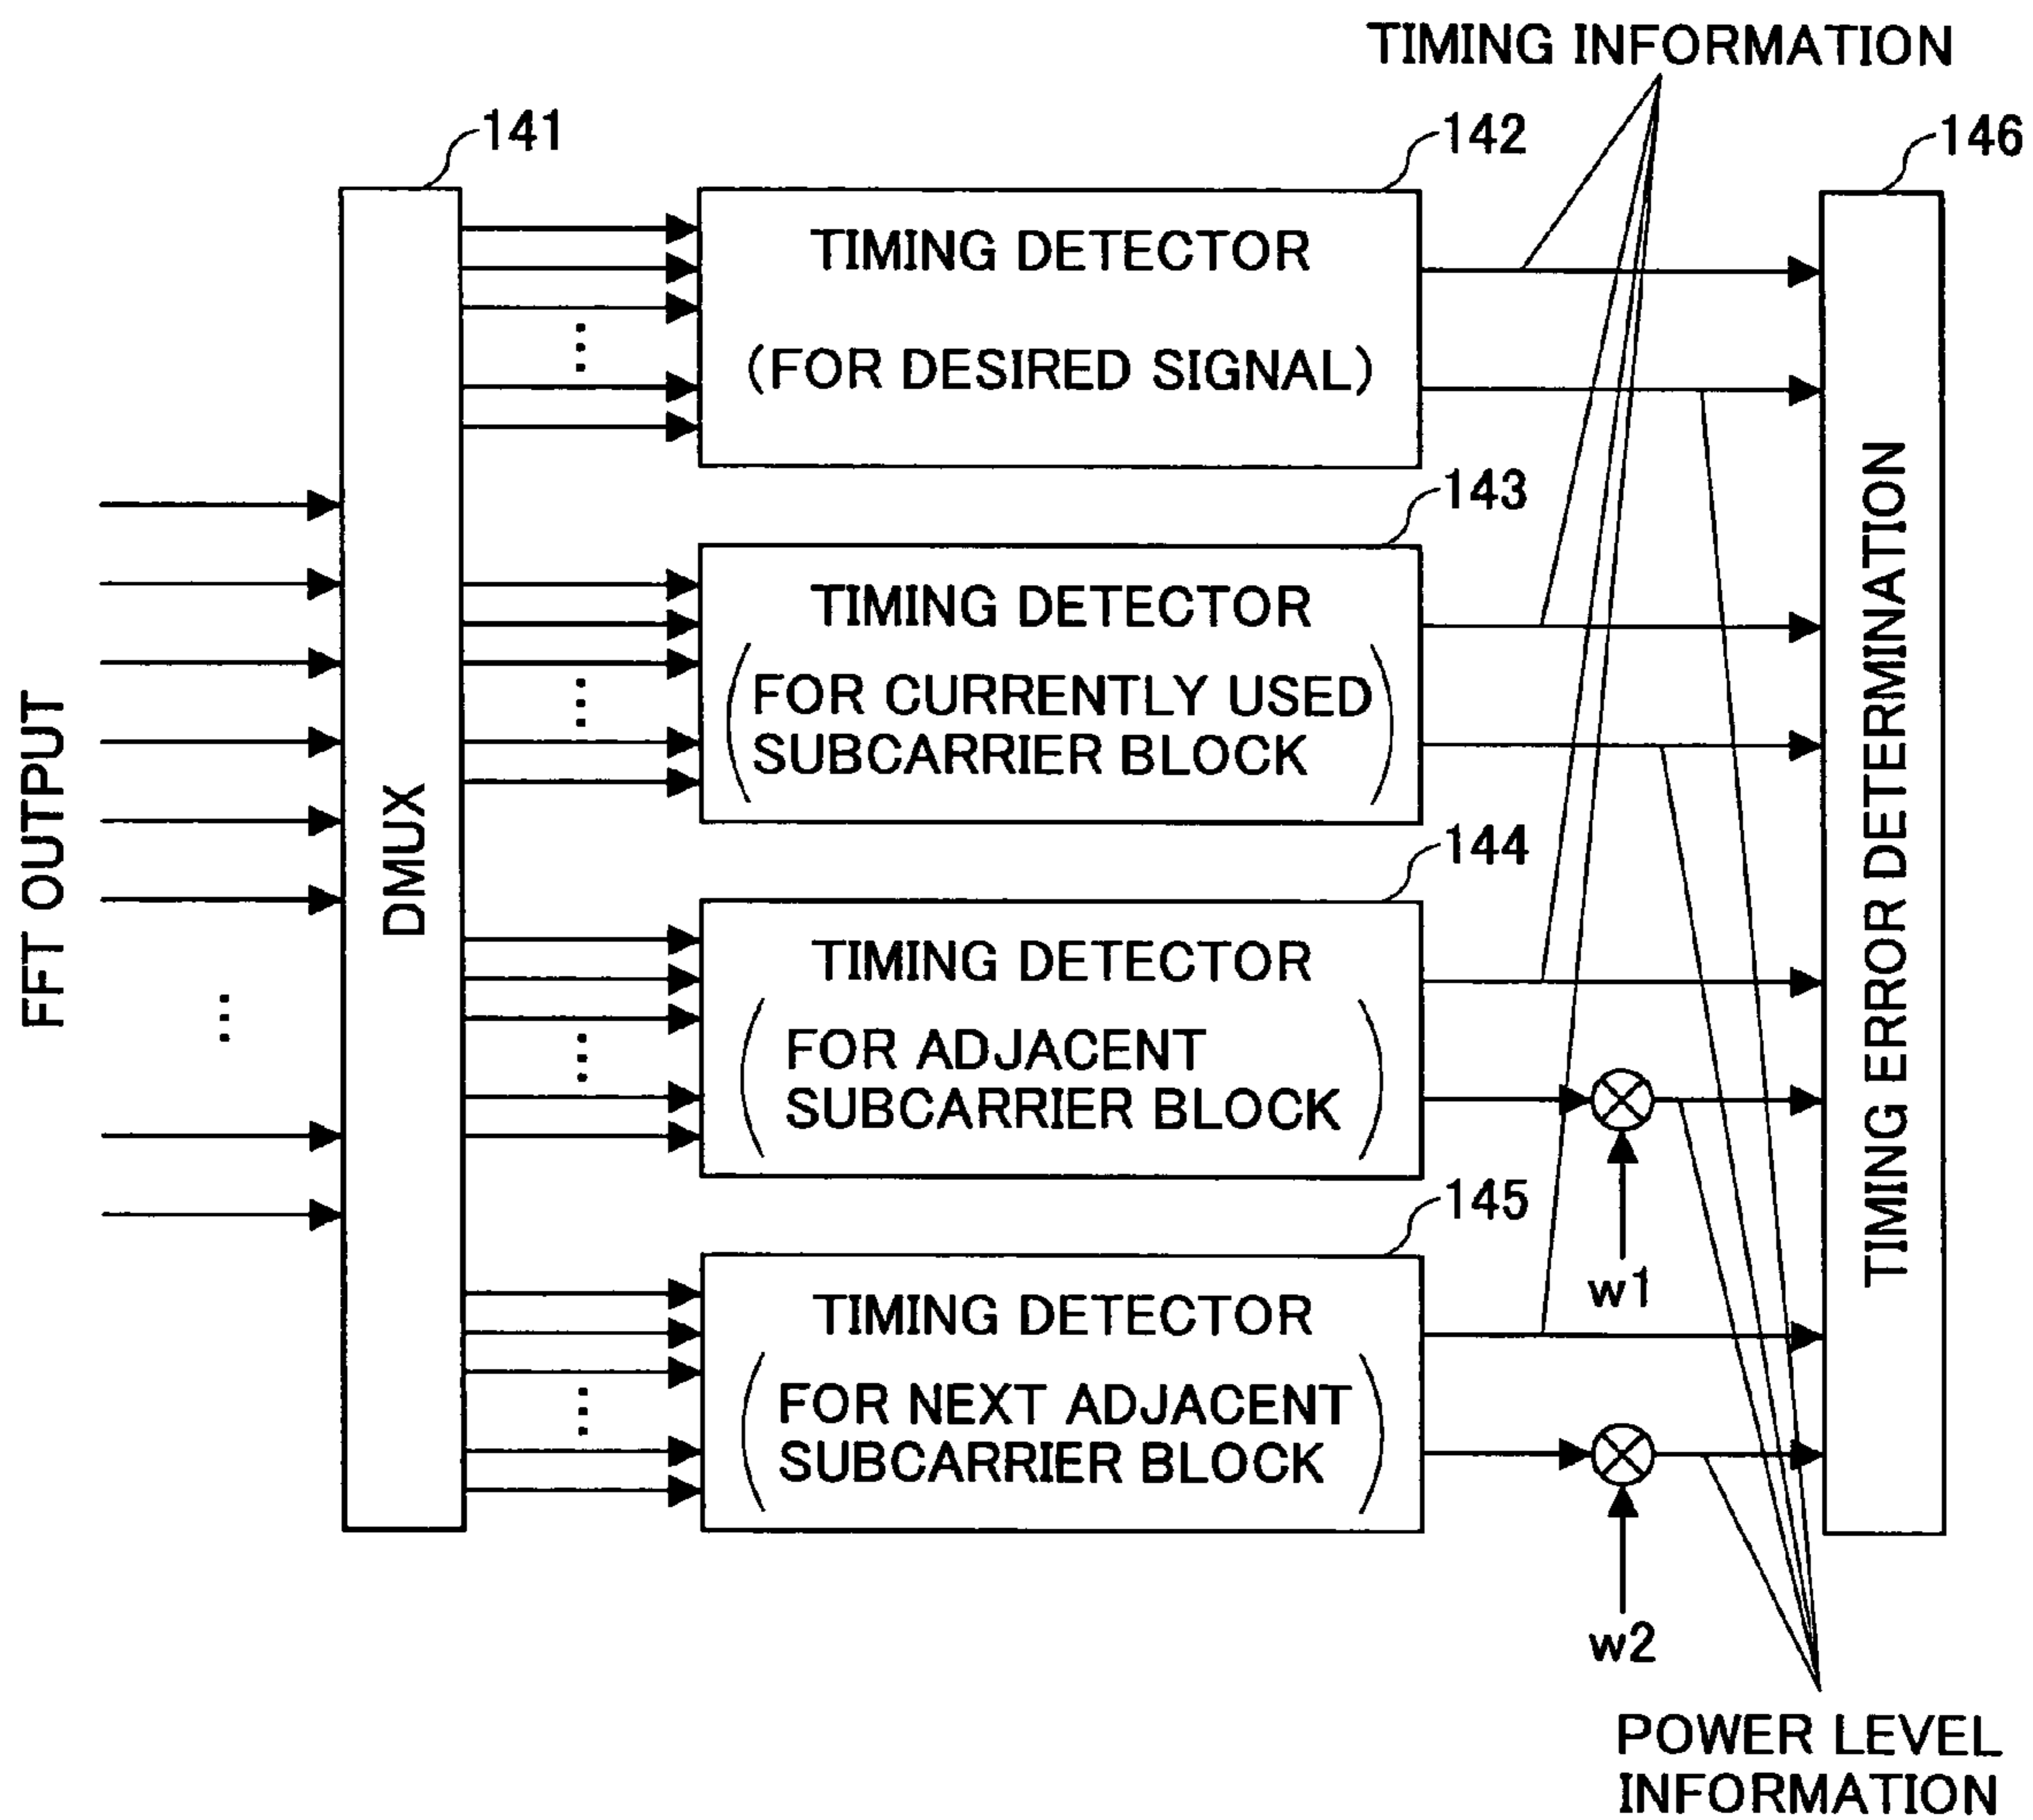 TIMING INFORMATION
141
142
146
TIMING DETECTOR
(FOR DESIRED SIGNAL)
143
TIMING DETECTOR
(FOR CURRENTLY USED
SUBCARRIER BLOCK)
FFT OUTPUT
DMUX
TIMING ERROR DETERMINATION
144
TIMING DETECTOR
(FOR ADJACENT
SUBCARRIER BLOCK)
w1
145
TIMING DETECTOR
(FOR NEXT ADJACENT
SUBCARRIER BLOCK)
w2
POWER LEVEL
INFORMATION